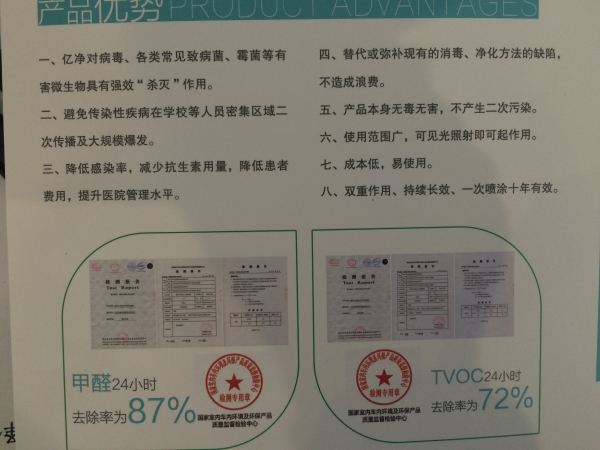 产品优势 PRODUCT ADVANTAGES
一、亿净对病毒、各类常见致病菌、霉菌等有
害微生物具有强效“杀灭”作用。
二、避免传染性疾病在学校等人员密集区域二
次传播及大规模爆发。
三、降低感染率，减少抗生素用量，降低患者
费用，提升医院管理水平。
四、替代或弥补现有的消毒、净化方法的缺陷，
不造成浪费。
五、产品本身无毒无害，不产生二次污染。
六、使用范围广，可见光照射即可起作用。
七、成本低，易使用。
八、双重作用、持续长效、一次喷涂十年有效。
检测报告
Test Report
甲醛24小时
去除率为87%
检测专用章
国家室内车内环境及环保产品
质量监督检验中心
检测报告
Test Report
TVOC24小时
去除率为72%
检测专用章
国家室内车内环境及环保产品
质量监督检验中心